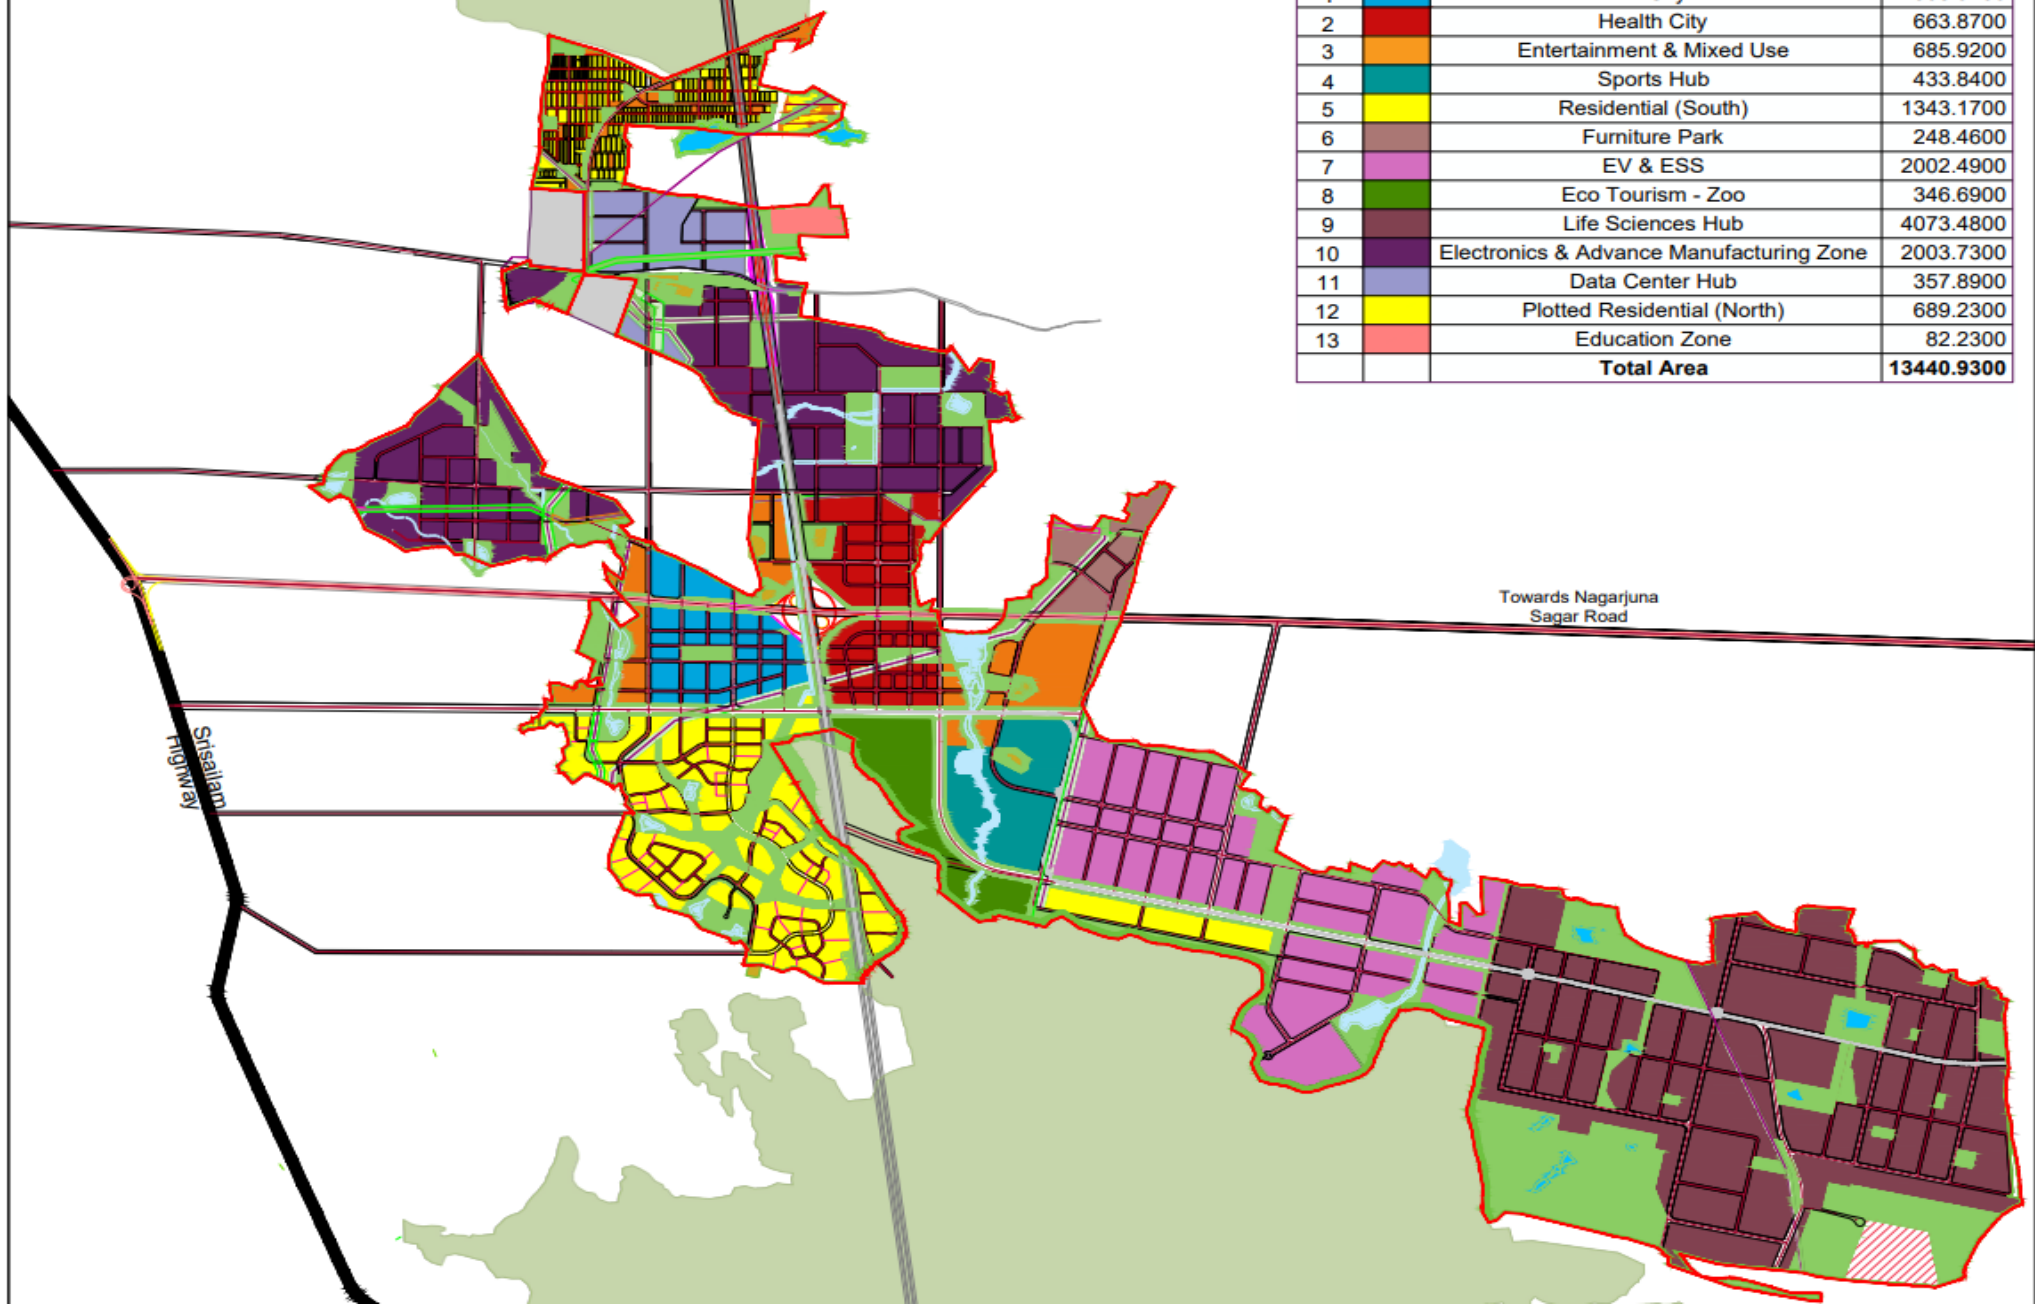 2 Health City 663.8700
3 Entertainment & Mixed Use 685.9200
4 Sports Hub 433.8400
5 Residential (South) 1343.1700
6 Furniture Park 248.4600
7 EV & ESS 2002.4900
8 Eco Tourism - Zoo 346.6900
9 Life Sciences Hub 4073.4800
10 Electronics & Advance Manufacturing Zone 2003.7300
11 Data Center Hub 357.8900
12 Plotted Residential (North) 689.2300
13 Education Zone 82.2300
Total Area 13440.9300
Towards Nagarjuna
Sagar Road
Srisailam
Highway